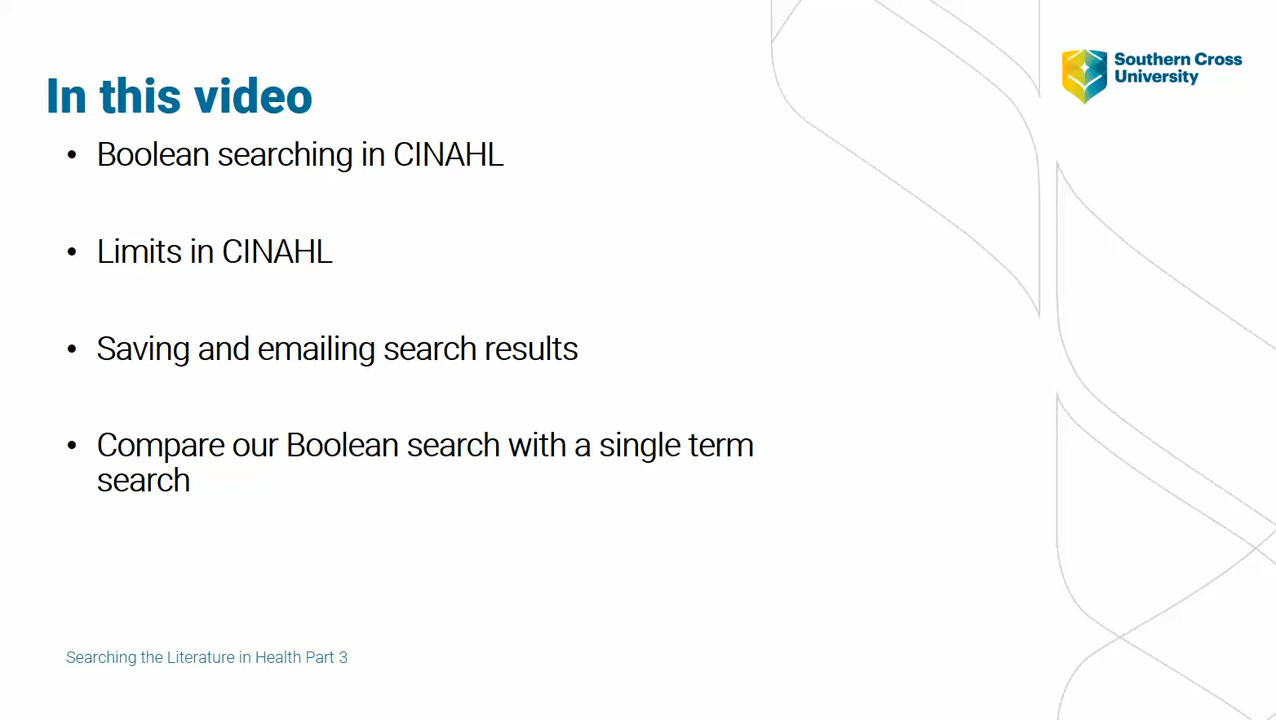 Southern Cross
University
In this video
• Boolean searching in CINAHL
• Limits in CINAHL
• Saving and emailing search results
• Compare our Boolean search with a single term
search
Searching the Literature in Health Part 3